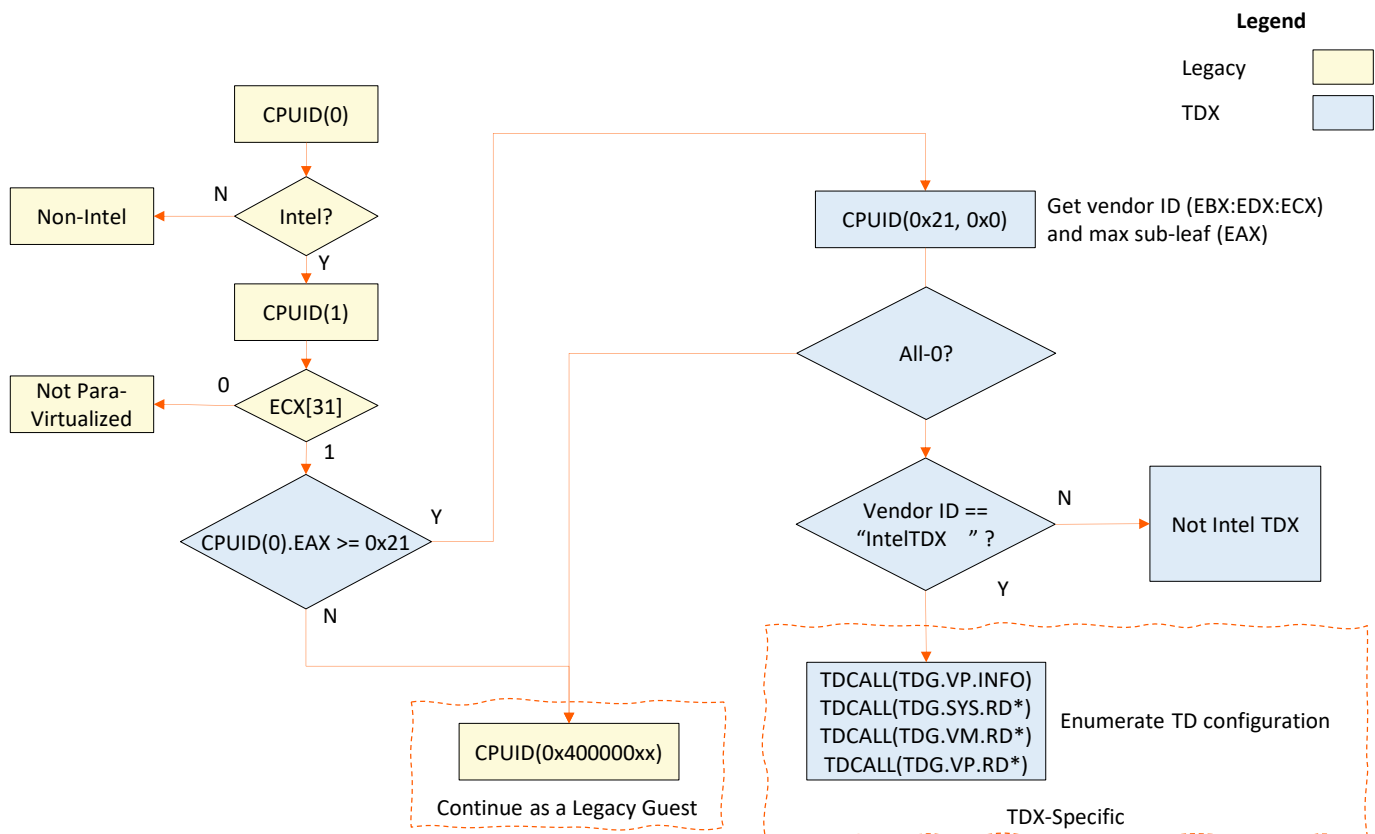 Legend
Legacy
TDX
CPUID(0)
N
Non-Intel
Intel?
Y
CPUID(1)
0
Not Para-
Virtualized
ECX[31]
1
Y
CPUID(0).EAX >= 0x21
N
CPUID(0x400000xx)
Continue as a Legacy Guest
CPUID(0x21, 0x0)
Get vendor ID (EBX:EDX:ECX)
and max sub-leaf (EAX)
All-0?
Vendor ID ==
“IntelTDX    ” ?
N
Not Intel TDX
Y
TDCALL(TDG.VP.INFO)
TDCALL(TDG.SYS.RD*)
TDCALL(TDG.VM.RD*)
TDCALL(TDG.VP.RD*)
Enumerate TD configuration
TDX-Specific